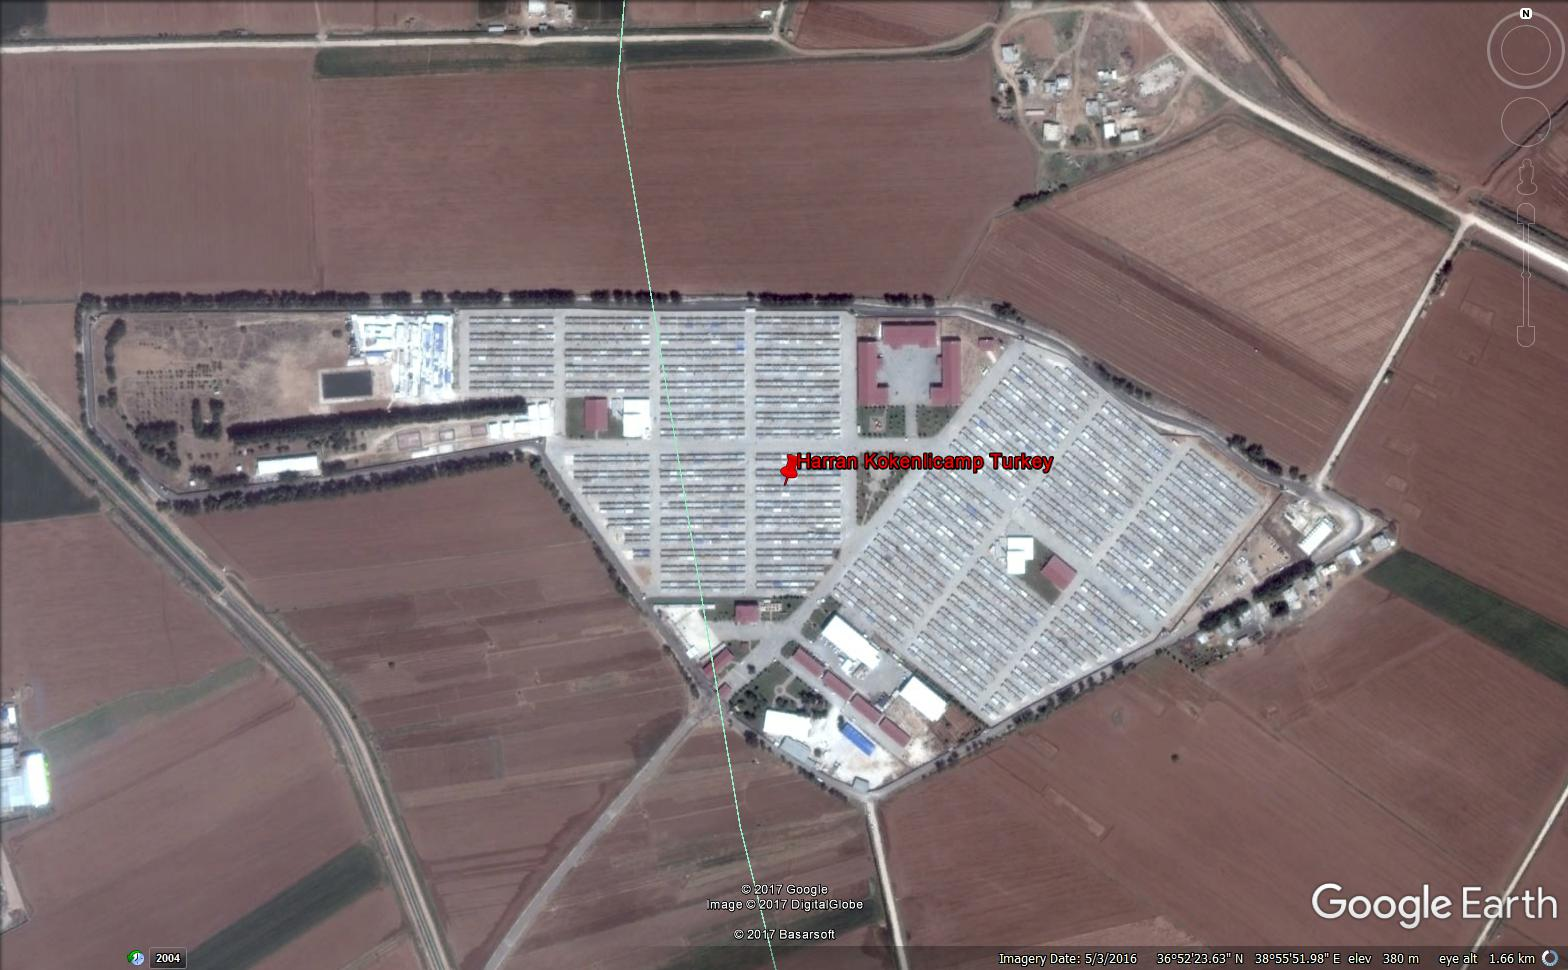 N
Harran Kokenlicamp Turkey
© 2017 Google
Image © 2017 DigitalGlobe
© 2017 Basarsoft
Google Earth
2004
Imagery Date: 5/3/2016 36°52'23.63" N 38°55'51.98" E elev 380 m eye alt 1.66 km